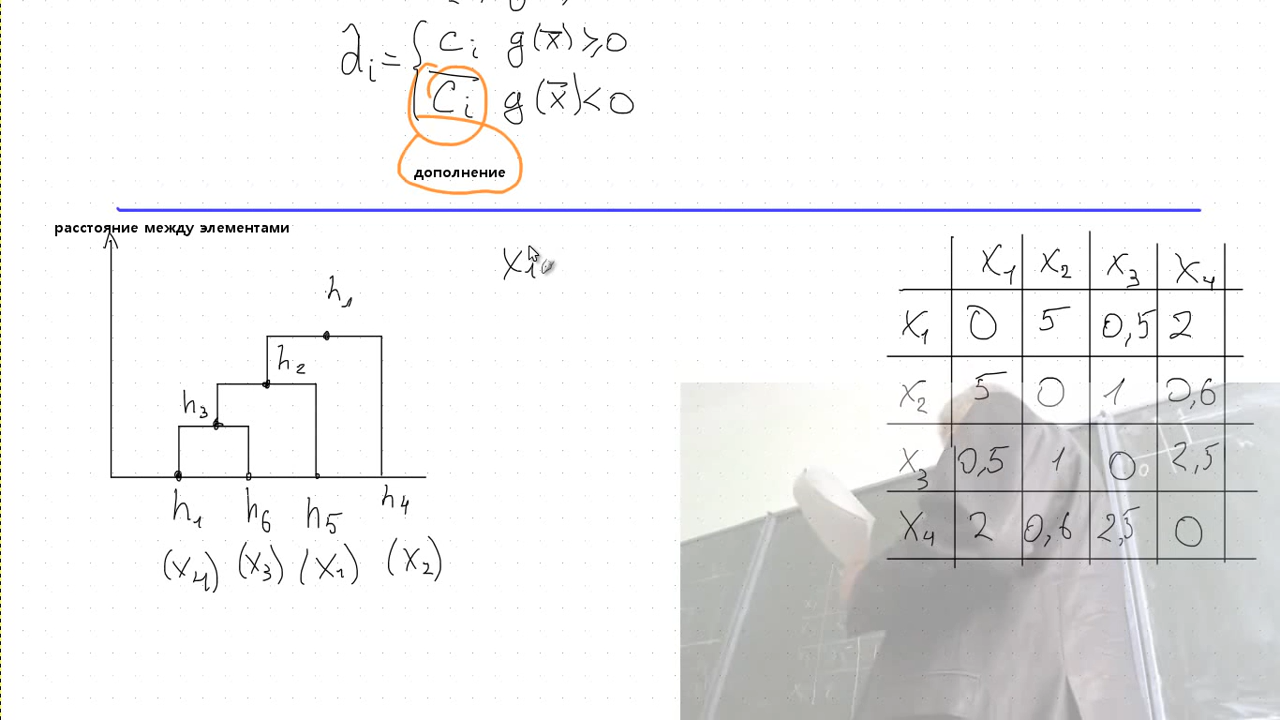 λ̂i = { Ci g(x̅) ≥ 0
C̅i g(x̅) < 0
дополнение
расстояние между элементами
h1
h2
h3
h1 h6 h5 h4
(x4) (x3) (x1) (x2)
x1
x1 x2 x3 x4
x1 0 5 0,5 2
x2 5 0 1 0,6
x3 0,5 1 0 2,5
x4 2 0,6 2,5 0